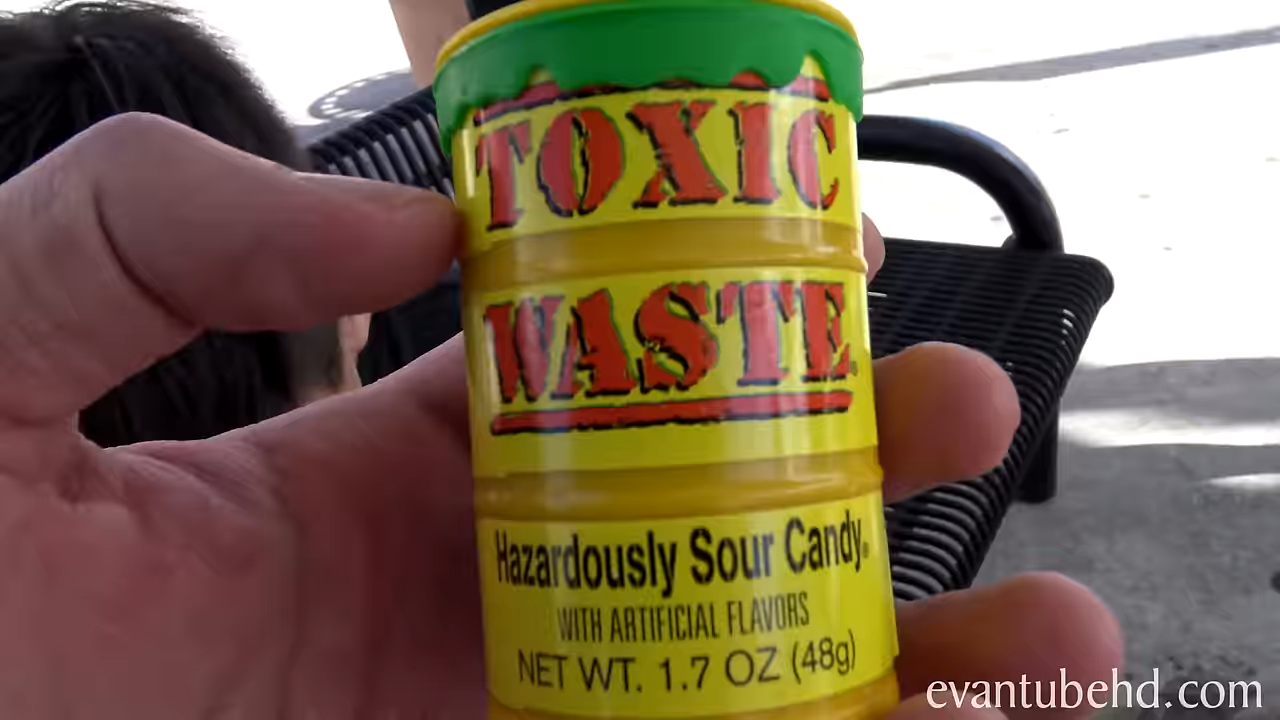 TOXIC
WASTE®
Hazardously Sour Candy®
WITH ARTIFICIAL FLAVORS
NET WT. 1.7 OZ (48g)
evantubehd.com